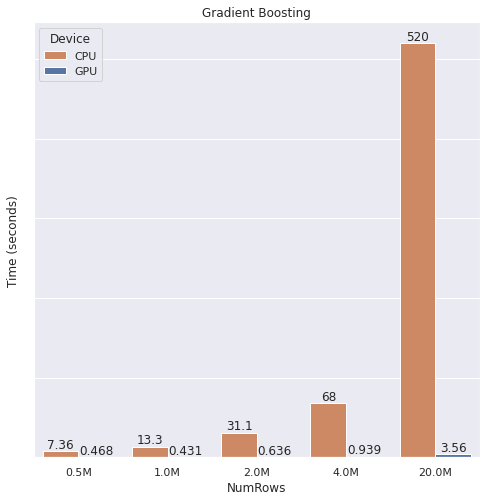 Gradient Boosting
Device
CPU
GPU
520
68
31.1
13.3
7.36
0.468
0.431
0.636
0.939
3.56
Time (seconds)
0.5M
1.0M
2.0M
4.0M
20.0M
NumRows